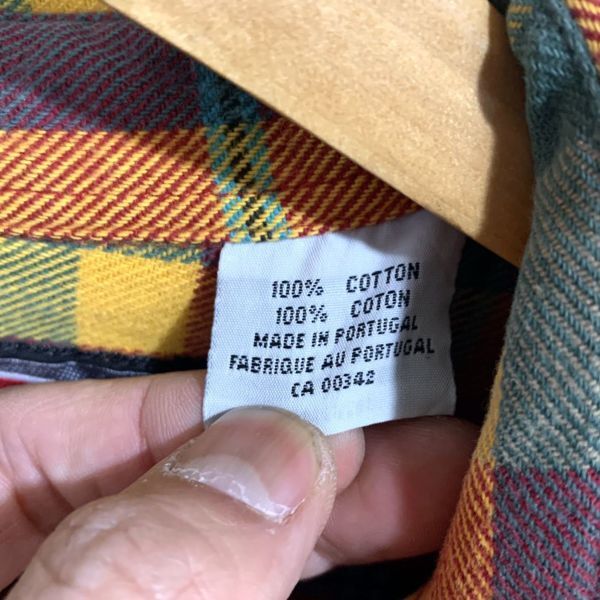 100% COTTON
100% COTON
MADE IN PORTUGAL
FABRIQUE AU PORTUGAL
CA 00342